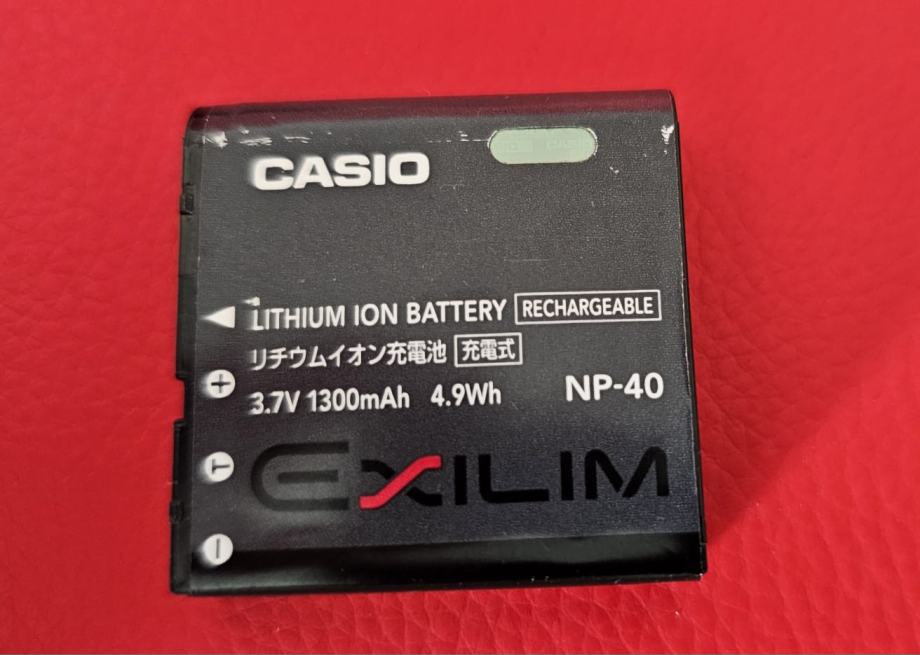 CASIO
LITHIUM ION BATTERY RECHARGEABLE
リチウムイオン充電池 充電式
+
3.7V 1300mAh 4.9Wh NP-40
T
EXILIM
−